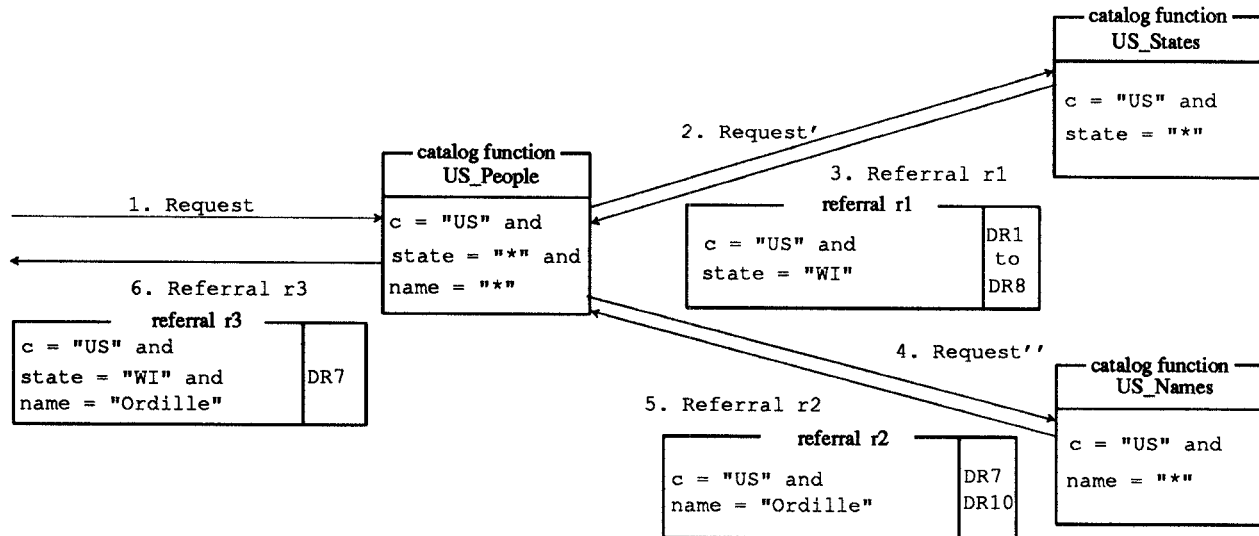 catalog function
US_States
c = "US" and
state = "*"
2. Request'
catalog function
US_People
3. Referral r1
1. Request
referral r1
c = "US" and
state = "*" and
name = "*"
c = "US" and
state = "WI"
DR1
to
DR8
6. Referral r3
referral r3
c = "US" and
state = "WI" and
name = "Ordille"
DR7
4. Request''
catalog function
US_Names
5. Referral r2
referral r2
c = "US" and
name = "*"
c = "US" and
name = "Ordille"
DR7
DR10